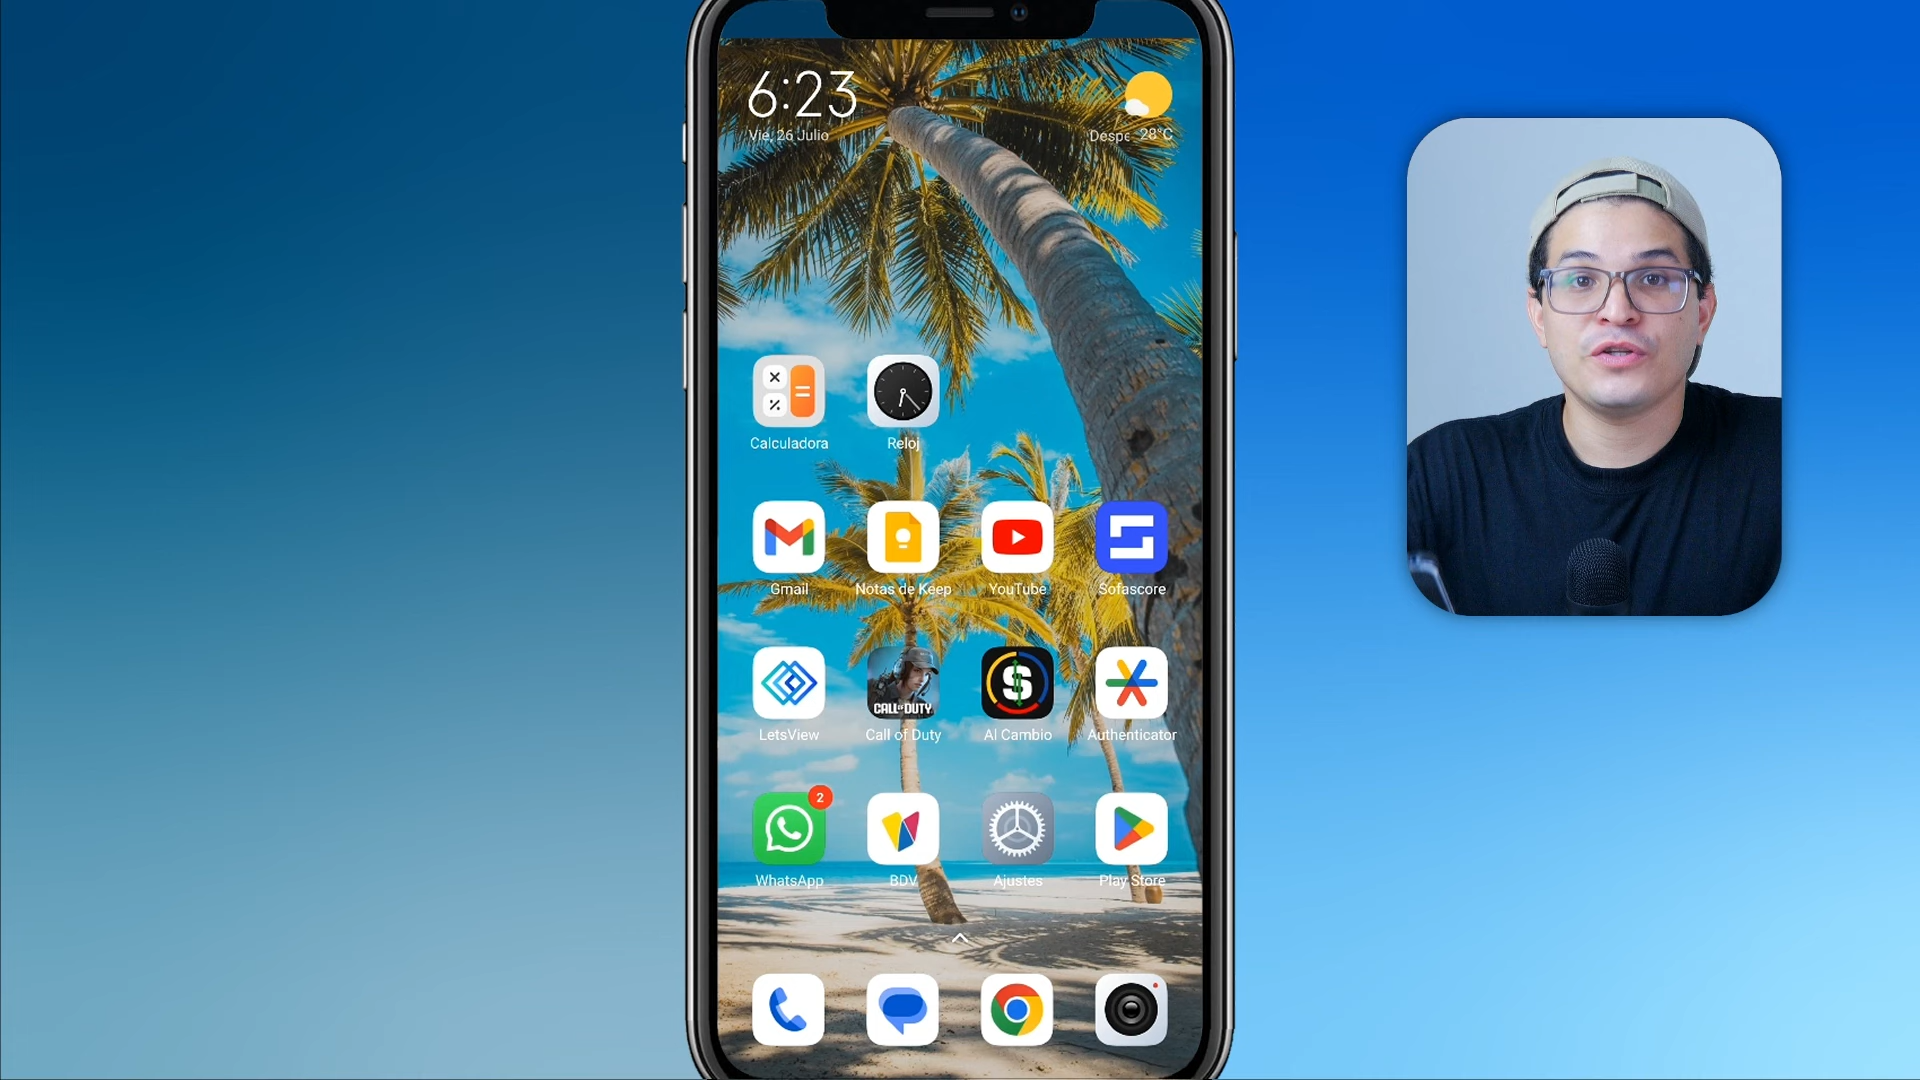 6:23
Vie, 26 Julio
Despe 28°C
Calculadora
Reloj
Gmail
Notas de Keep
YouTube
Sofascore
CALL OF DUTY
LetsView
Call of Duty
Al Cambio
Authenticator
2
WhatsApp
BDV
Ajustes
Play Store